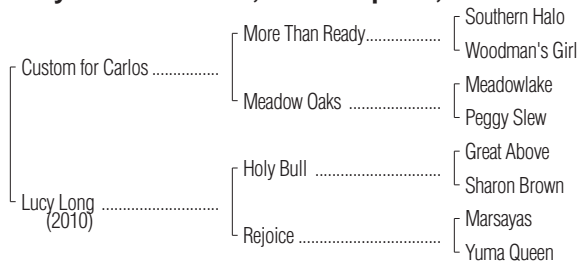 Southern Halo
More Than Ready..................
Woodman's Girl
Custom for Carlos ................
Meadowlake
Meadow Oaks ......................
Peggy Slew
Great Above
Holy Bull ..............................
Sharon Brown
Lucy Long ............................
(2010)
Marsayas
Rejoice ..................................
Yuma Queen